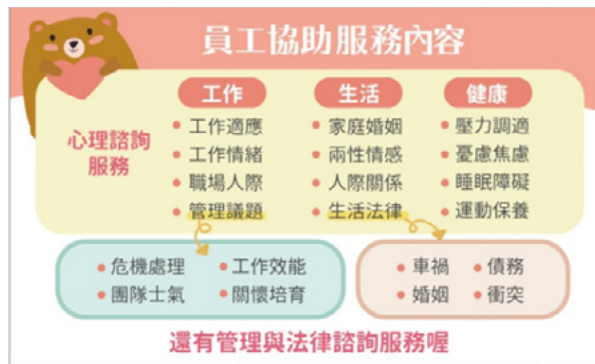 員工協助服務內容
工作 生活 健康
心理諮詢
服務
• 工作適應 • 家庭婚姻 • 壓力調適
• 工作情緒 • 兩性情感 • 憂慮焦慮
• 職場人際 • 人際關係 • 睡眠障礙
• 管理議題 • 生活法律 • 運動保養
• 危機處理 • 工作效能
• 團隊士氣 • 關懷培育
• 車禍 • 債務
• 婚姻 • 衝突
還有管理與法律諮詢服務喔